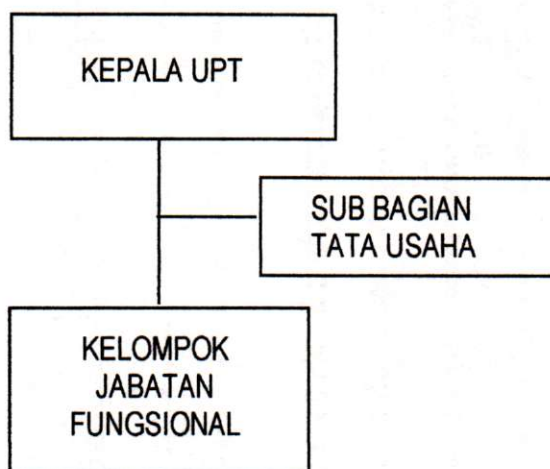 KEPALA UPT
SUB BAGIAN
TATA USAHA
KELOMPOK
JABATAN
FUNGSIONAL